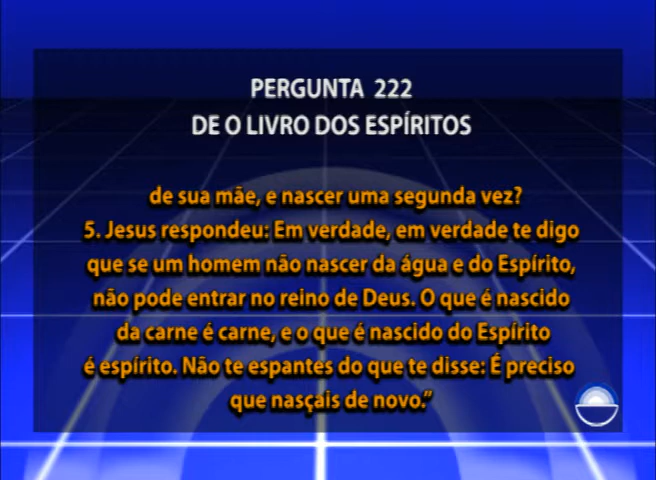 PERGUNTA 222
DE O LIVRO DOS ESPÍRITOS
de sua mãe, e nascer uma segunda vez?
5. Jesus respondeu: Em verdade, em verdade te digo
que se um homem não nascer da água e do Espírito,
não pode entrar no reino de Deus. O que é nascido
da carne é carne, e o que é nascido do Espírito
é espírito. Não te espantes do que te disse: É preciso
que nasçais de novo.”